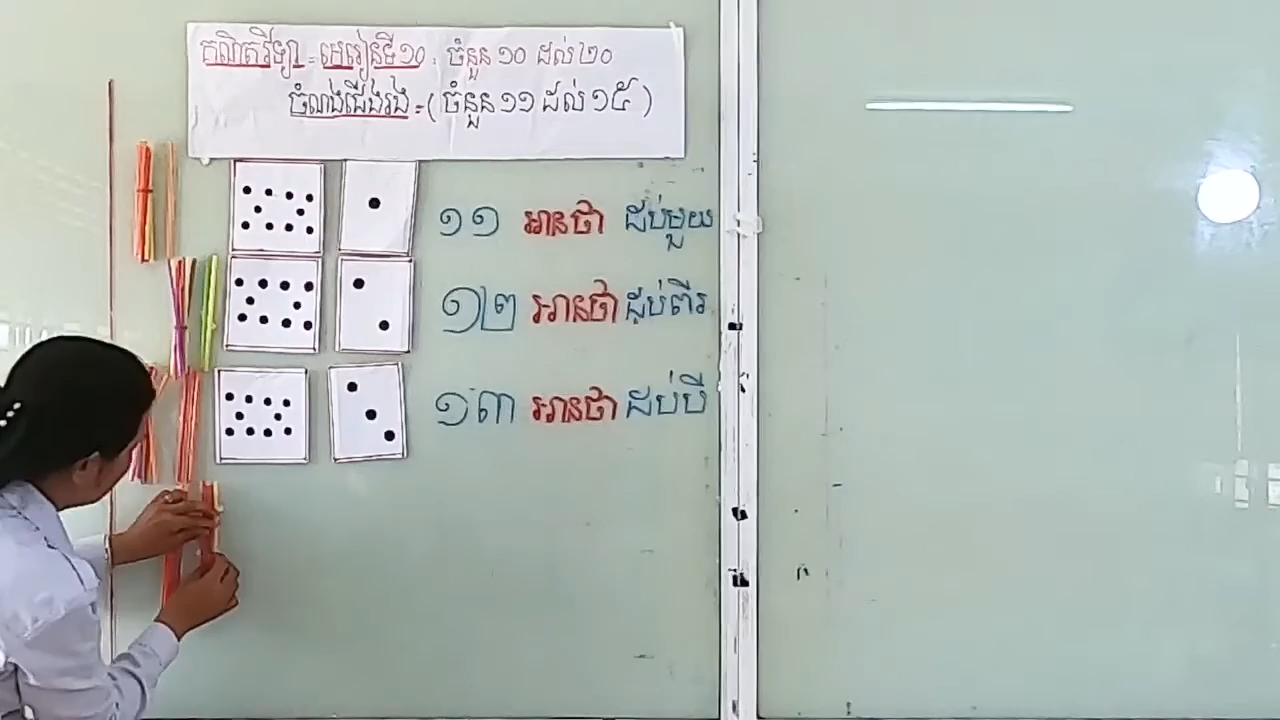 គណិតវិទ្យា = មេរៀនទី១០ : ចំនួន ១០ ដល់ ២០
ចំណងជើងរង = (ចំនួន ១១ ដល់ ១៥)
១១ អានថា ដប់មួយ
១២ អានថា ដប់ពីរ
១៣ អានថា ដប់បី